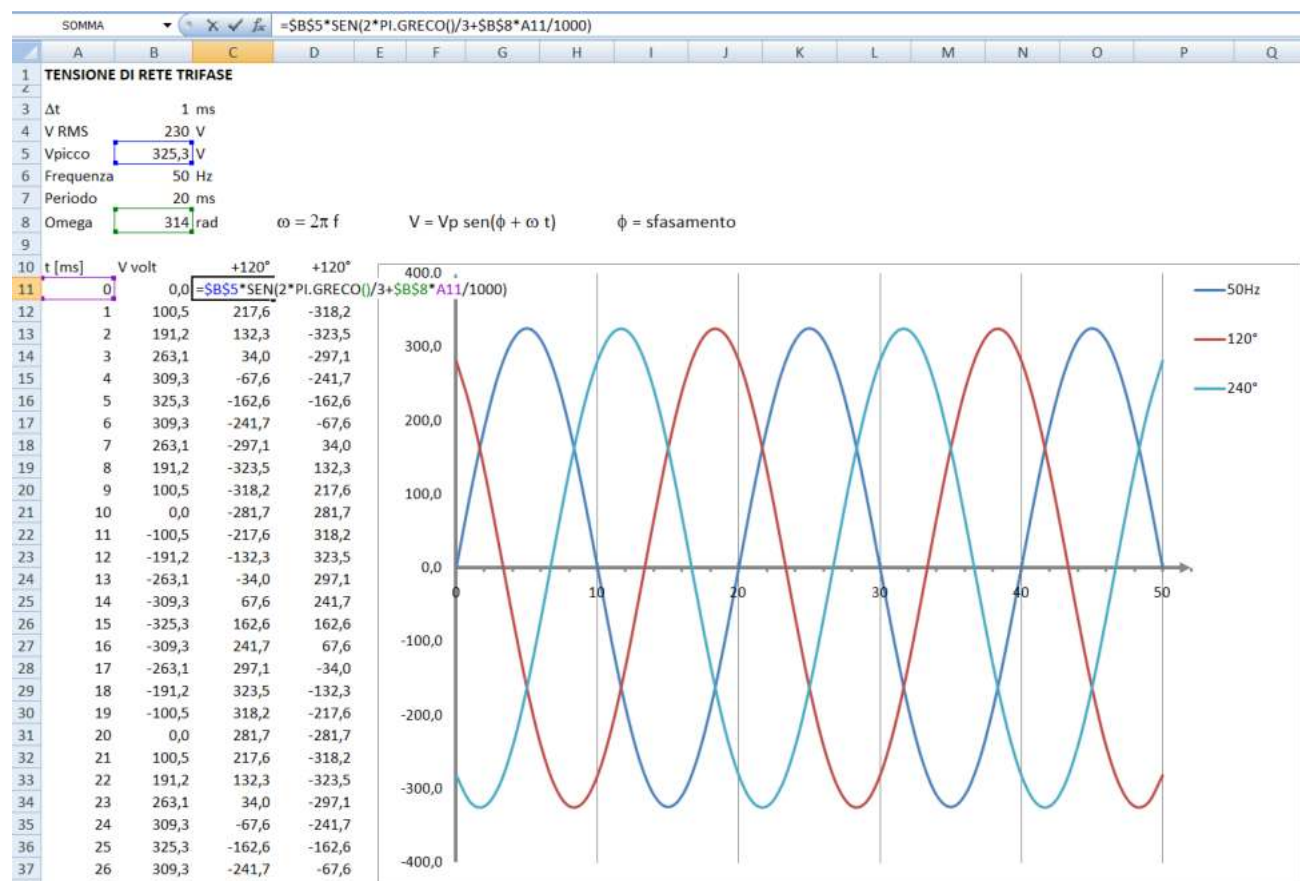 SOMMA =$B$5*SEN(2*PI.GRECO()/3+$B$8*A11/1000)
A B C D E F G H I J K L M N O P Q
1 TENSIONE DI RETE TRIFASE
2
3 Δt 1 ms
4 V RMS 230 V
5 Vpicco 325,3 V
6 Frequenza 50 Hz
7 Periodo 20 ms
8 Omega 314 rad ω = 2π f V = Vp sen(ϕ + ω t) ϕ = sfasamento
9
10 t [ms] V volt +120° +120°
11 0 0,0 =$B$5*SEN(2*PI.GRECO()/3+$B$8*A11/1000)
12 1 100,5 217,6 -318,2
13 2 191,2 132,3 -323,5
14 3 263,1 34,0 -297,1
15 4 309,3 -67,6 -241,7
16 5 325,3 -162,6 -162,6
17 6 309,3 -241,7 -67,6
18 7 263,1 -297,1 34,0
19 8 191,2 -323,5 132,3
20 9 100,5 -318,2 217,6
21 10 0,0 -281,7 281,7
22 11 -100,5 -217,6 318,2
23 12 -191,2 -132,3 323,5
24 13 -263,1 -34,0 297,1
25 14 -309,3 67,6 241,7
26 15 -325,3 162,6 162,6
27 16 -309,3 241,7 67,6
28 17 -263,1 297,1 -34,0
29 18 -191,2 323,5 -132,3
30 19 -100,5 318,2 -217,6
31 20 0,0 281,7 -281,7
32 21 100,5 217,6 -318,2
33 22 191,2 132,3 -323,5
34 23 263,1 34,0 -297,1
35 24 309,3 -67,6 -241,7
36 25 325,3 -162,6 -162,6
37 26 309,3 -241,7 -67,6
400,0
300,0
200,0
100,0
0,0
-100,0
-200,0
-300,0
-400,0
0 10 20 30 40 50
50Hz
120°
240°